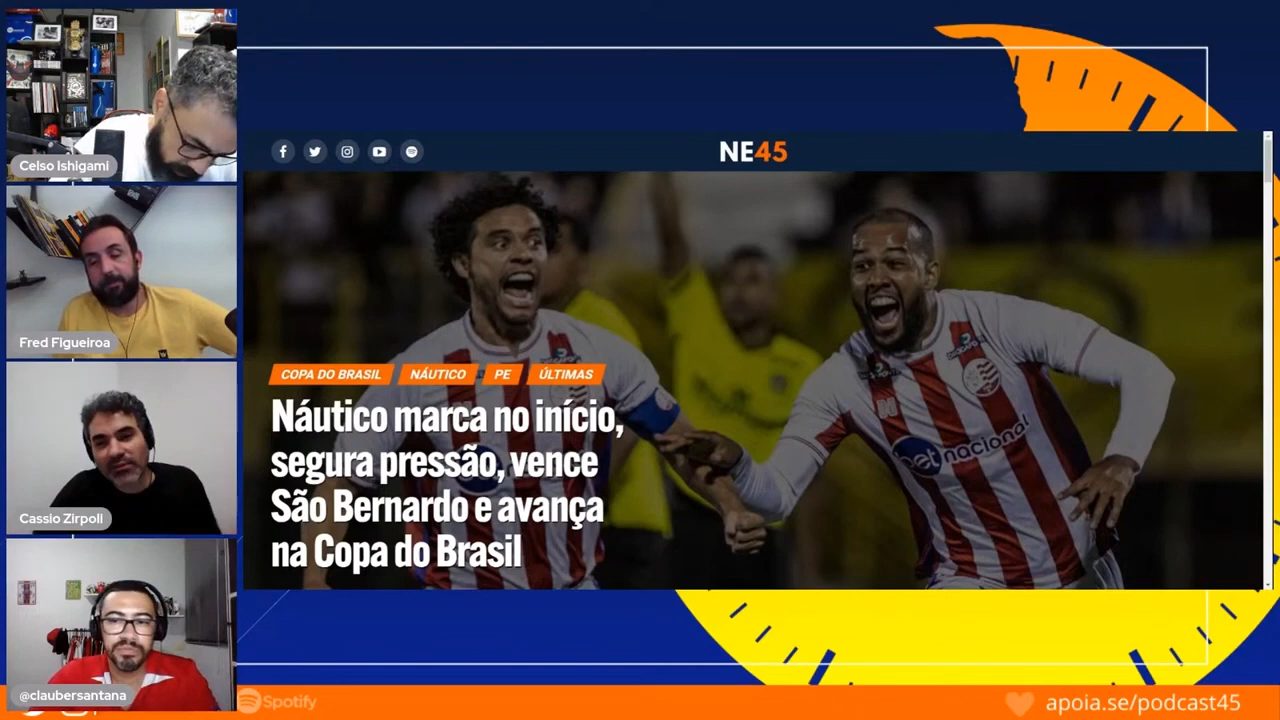 Celso Ishigami
Fred Figueiroa
Cassio Zirpoli
@claubersantana
NE45
COPA DO BRASIL
NÁUTICO
PE
ÚLTIMAS
Náutico marca no início,
segura pressão, vence
São Bernardo e avança
na Copa do Brasil
betnacional
Spotify
apoia.se/podcast45